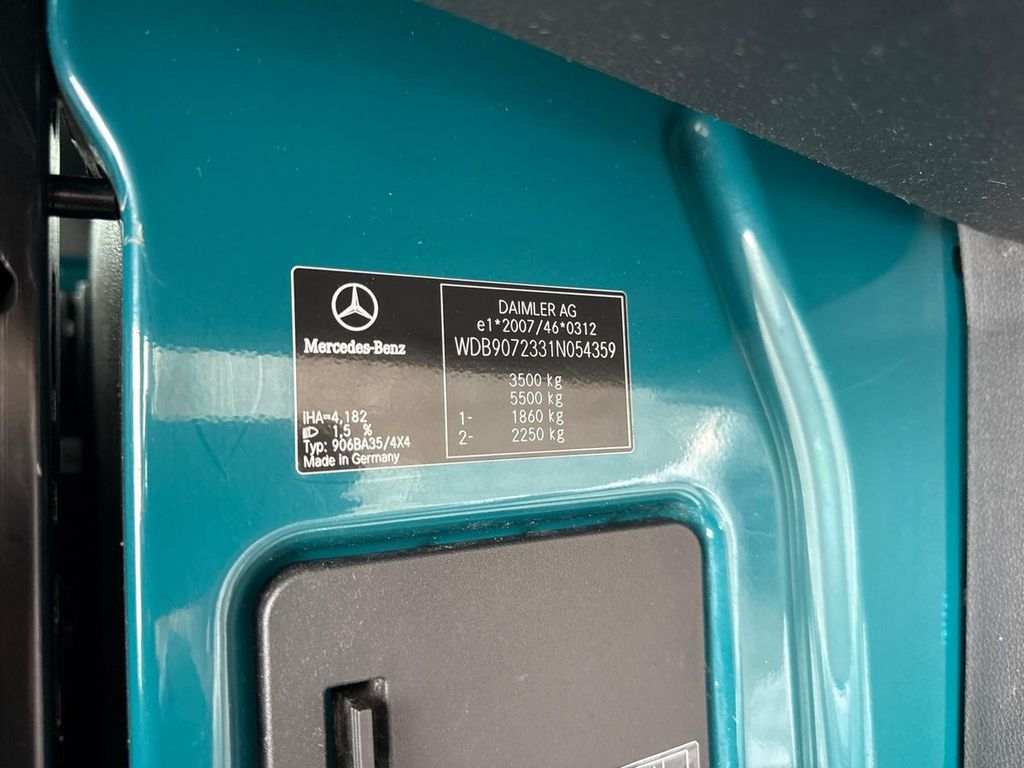 Mercedes-Benz
iHA=4,182
1,5 %
Typ: 906BA35/4X4
Made in Germany
DAIMLER AG
e1*2007/46*0312
WDB9072331N054359
3500 kg
5500 kg
1- 1860 kg
2- 2250 kg